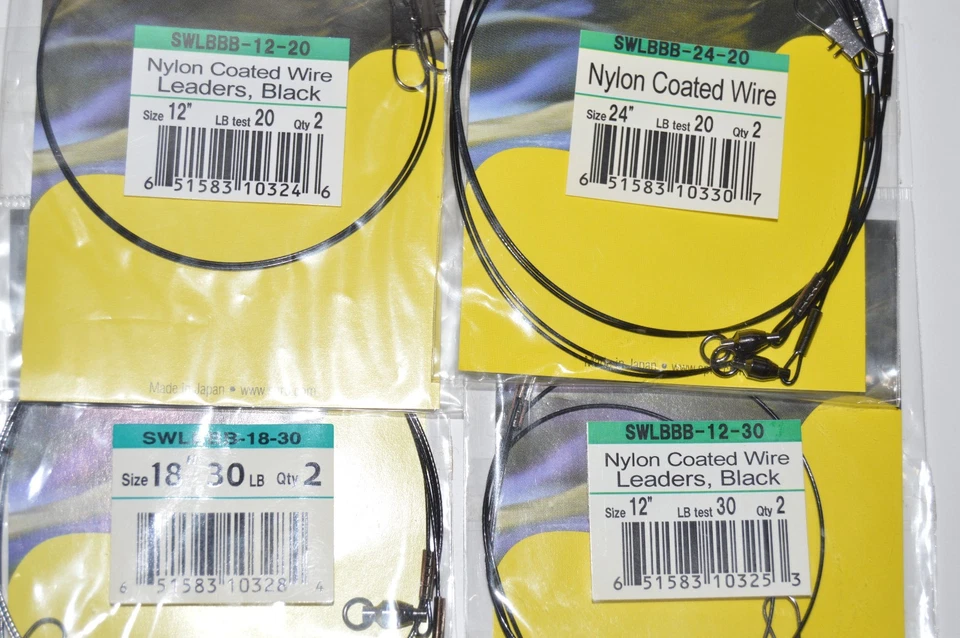 SWLBBB-12-20
Nylon Coated Wire
Leaders, Black
Size 12" LB test 20 Qty 2
6 51583 10324 6
Made in Japan •
SWLBBB-24-20
Nylon Coated Wire
Size 24" LB test 20 Qty 2
6 51583 10330 7
Made in Japan •
SWLBBB-18-30
Size 18" 30 LB Qty 2
6 51583 10328 4
SWLBBB-12-30
Nylon Coated Wire
Leaders, Black
Size 12" LB test 30 Qty 2
6 51583 10325 3